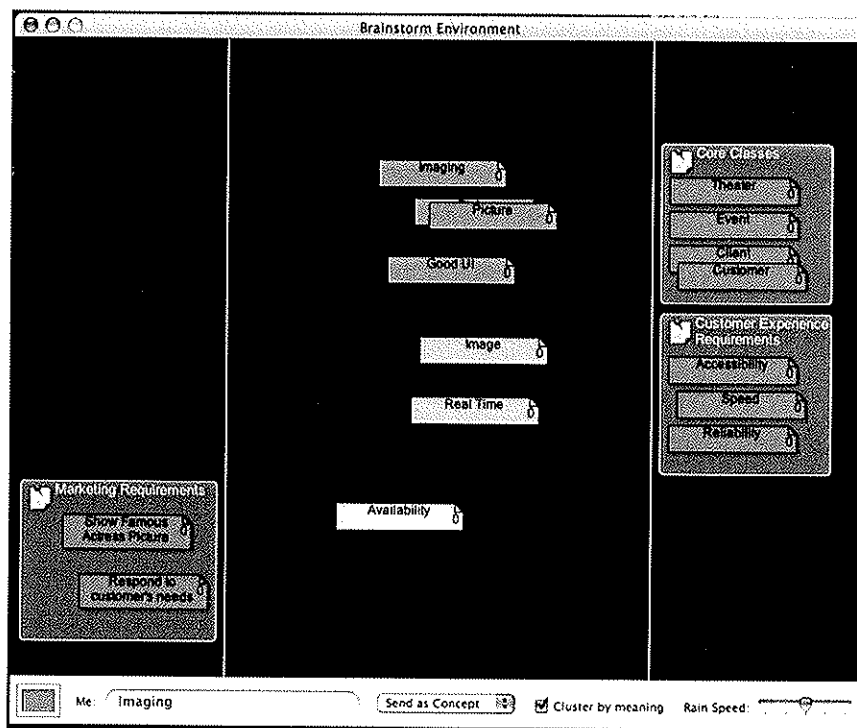 Brainstorm Environment
Imaging
Picture
Good UI
Image
Real Time
Availability
Core Classes
Theater
Event
Client
Customer
Customer Experience
Requirements
Accessibility
Speed
Reliability
Marketing Requirements
Show Famous
Actress Picture
Respond to
customer's needs
Me: Imaging
Send as Concept
Cluster by meaning
Rain Speed: